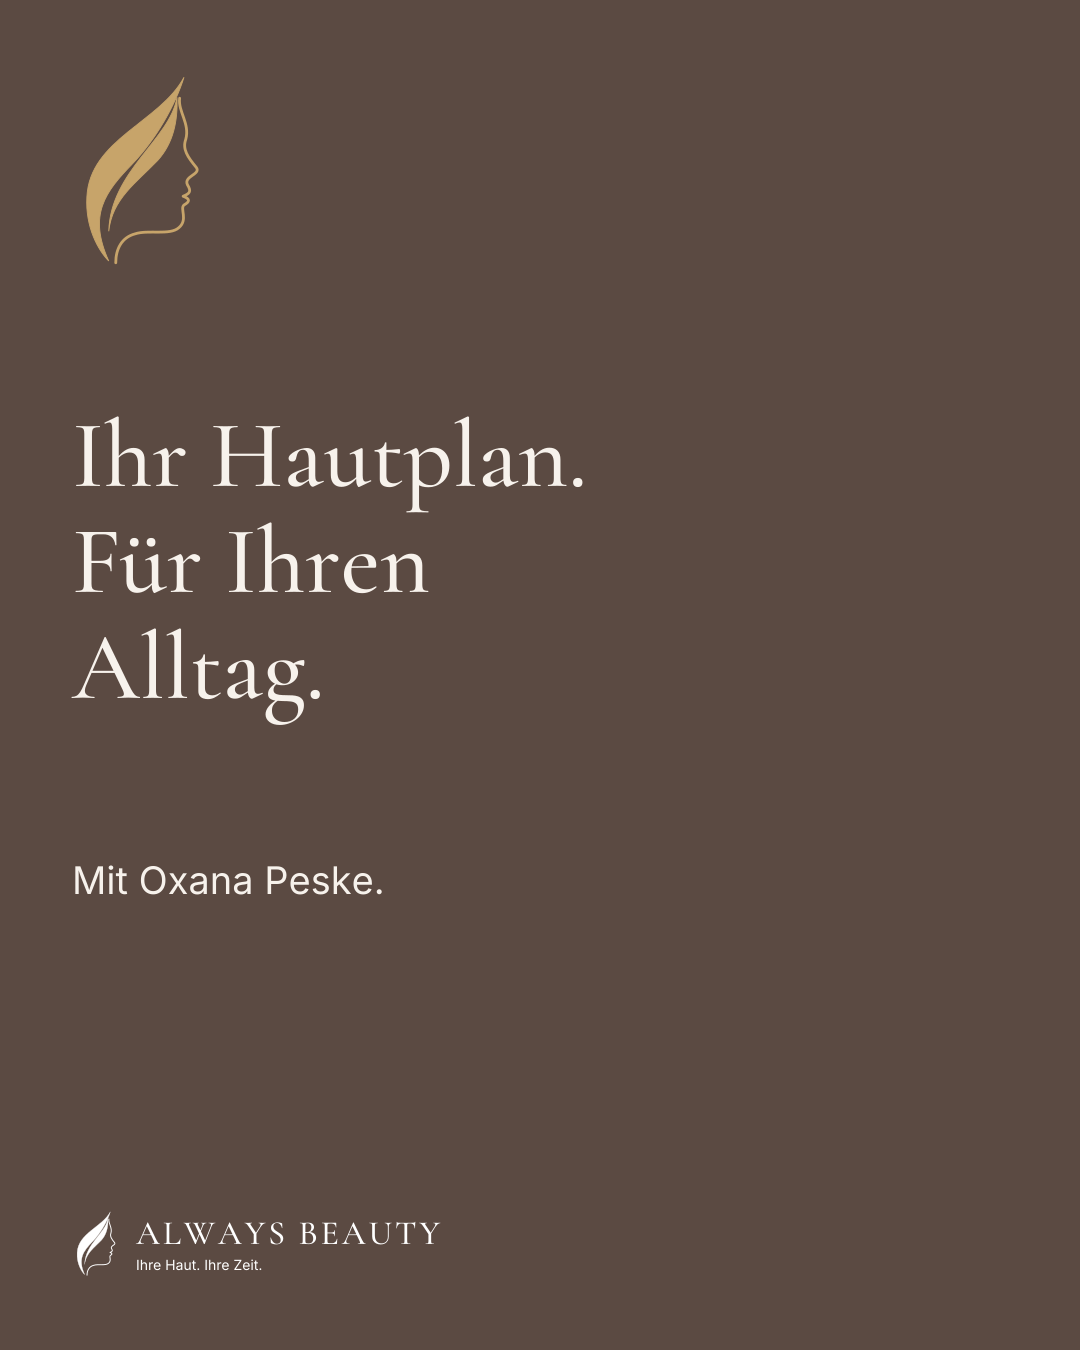 Ihr Hautplan.
Für Ihren
Alltag.
Mit Oxana Peske.
ALWAYS BEAUTY
Ihre Haut. Ihre Zeit.